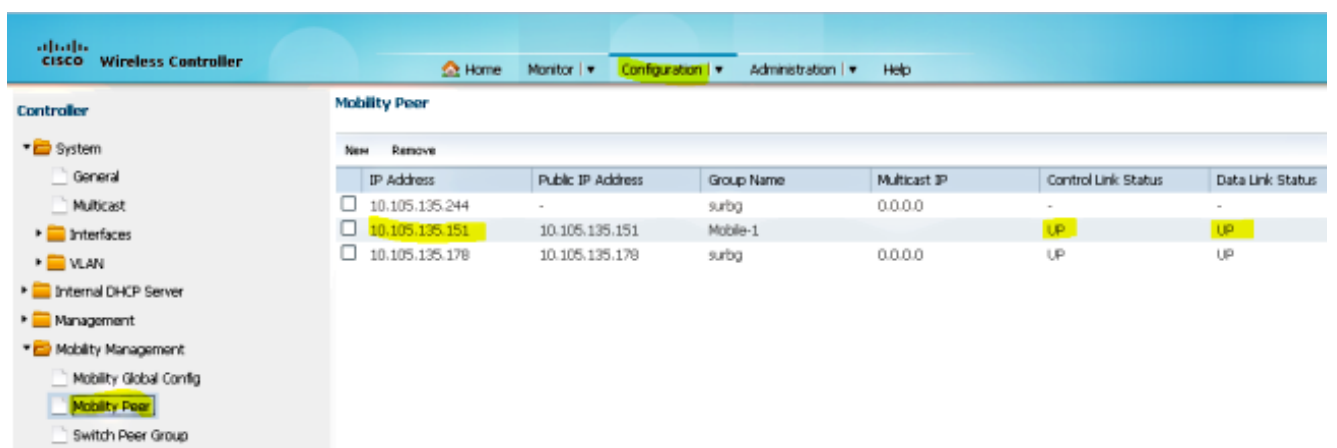 CISCO Wireless Controller
Home Monitor Configuration Administration Help
Controller
System
General
Multicast
Interfaces
VLAN
Internal DHCP Server
Management
Mobility Management
Mobility Global Config
Mobility Peer
Switch Peer Group
Mobility Peer
New Remove
IP Address Public IP Address Group Name Multicast IP Control Link Status Data Link Status
10.105.135.244 - surbg 0.0.0.0 - -
10.105.135.151 10.105.135.151 Mobile-1 UP UP
10.105.135.178 10.105.135.178 surbg 0.0.0.0 UP UP